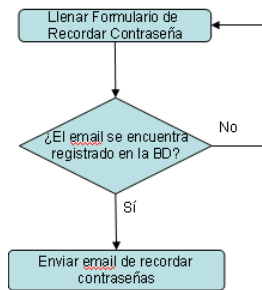 Llenar Formulario de
Recordar Contraseña
¿El email se encuentra
registrado en la BD?
No
Sí
Enviar email de recordar
contraseñas